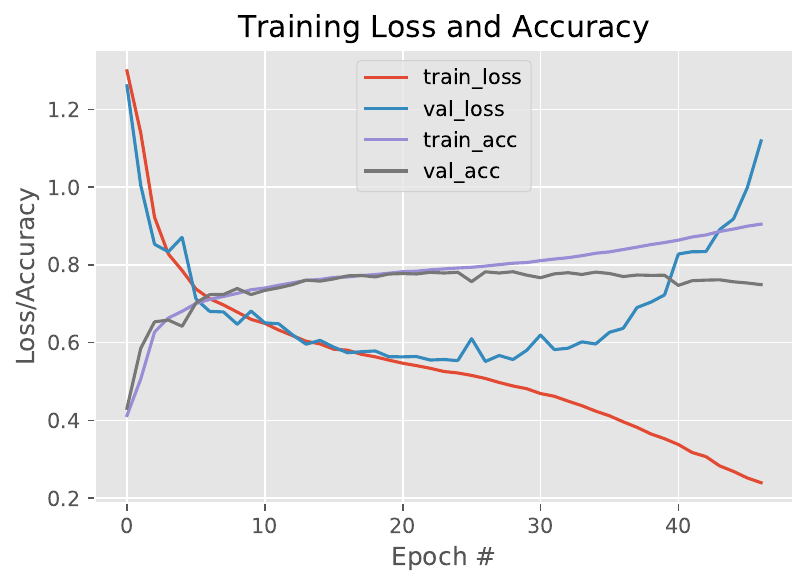 Training Loss and Accuracy
train_loss
val_loss
train_acc
val_acc
Loss/Accuracy
1.2
1.0
0.8
0.6
0.4
0.2
0 10 20 30 40
Epoch #